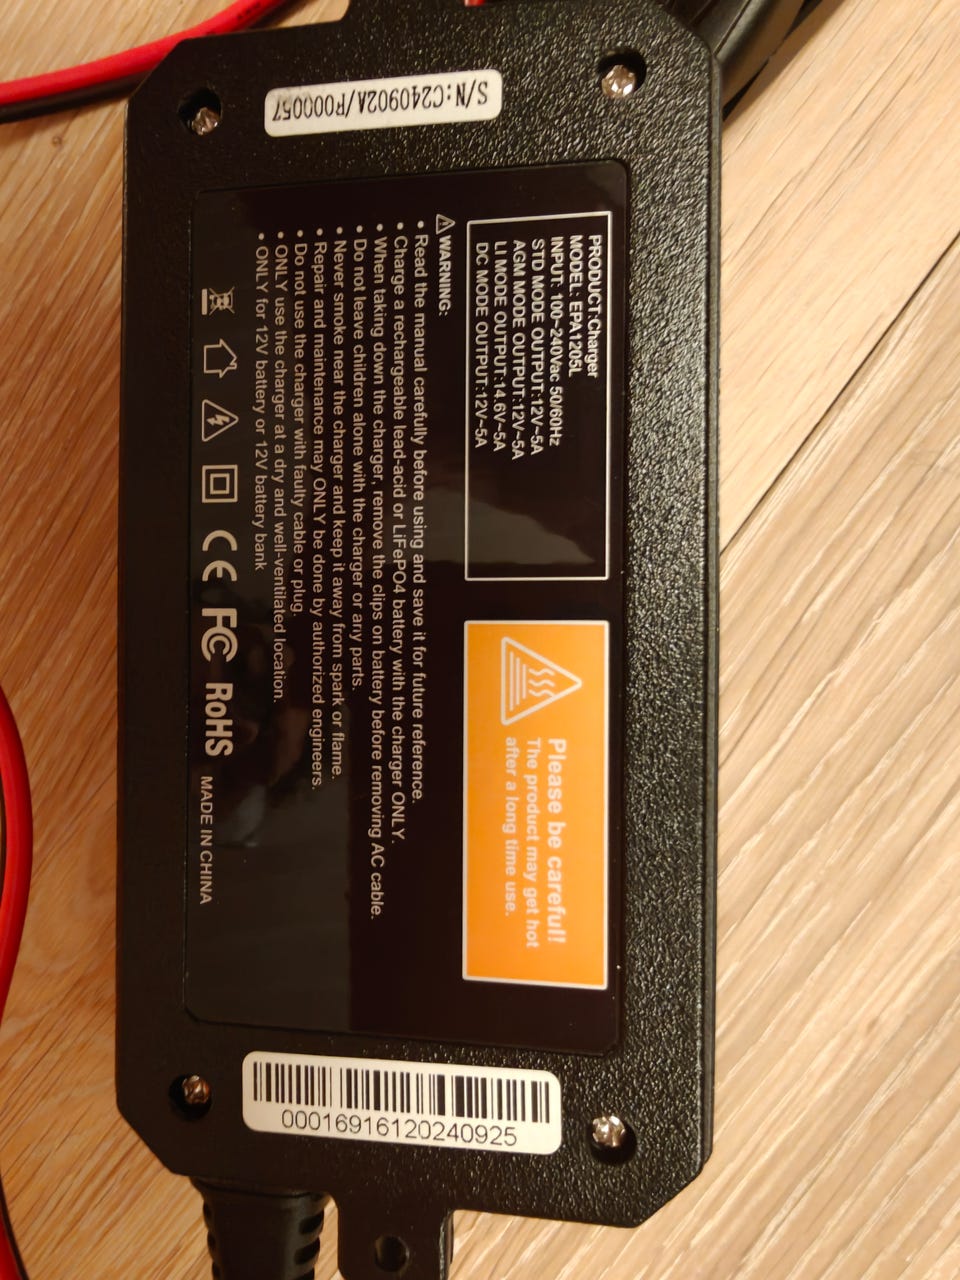 S/N:C240902A/P000057
PRODUCT:Charger
MODEL: EPA1205L
INPUT: 100~240Vac 50/60Hz
STD MODE OUTPUT:12V⎓5A
AGM MODE OUTPUT:12V⎓5A
LI MODE OUTPUT:14.6V⎓5A
DC MODE OUTPUT:12V⎓5A
Please be careful!
The product may get hot
after a long time use.
WARNING:
• Read the manual carefully before using and save it for future reference.
• Charge a rechargeable lead-acid or LiFePO4 battery with the charger ONLY.
• When taking down the charger, remove the clips on battery before removing AC cable.
• Do not leave children alone with the charger or any parts.
• Never smoke near the charger and keep it away from spark or flame.
• Repair and maintenance may ONLY be done by authorized engineers.
• Do not use the charger with faulty cable or plug.
• ONLY use the charger at a dry and well-ventilated location.
• ONLY for 12V battery or 12V battery bank
CE FC RoHS MADE IN CHINA
00016916120240925